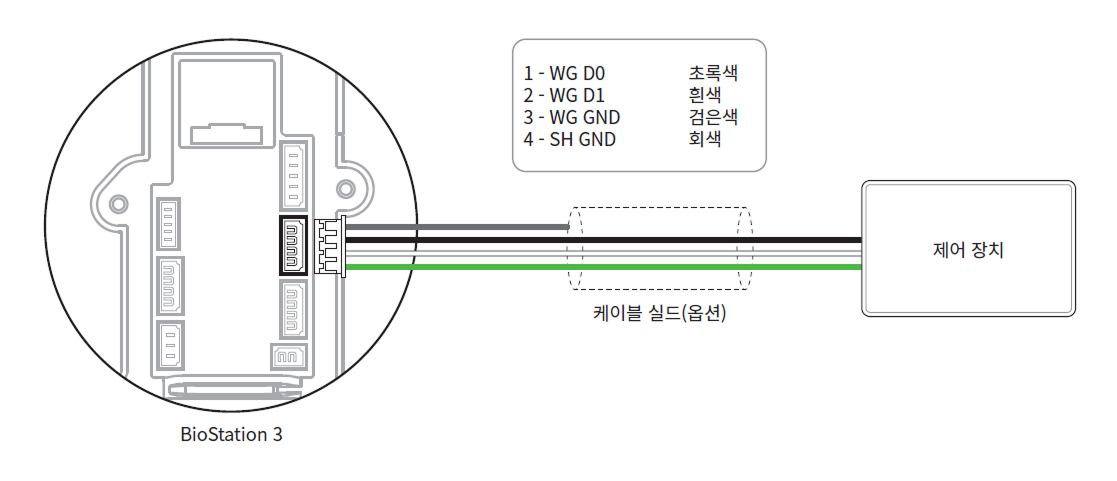 1 - WG D0 초록색
2 - WG D1 흰색
3 - WG GND 검은색
4 - SH GND 회색
제어 장치
케이블 실드(옵션)
BioStation 3